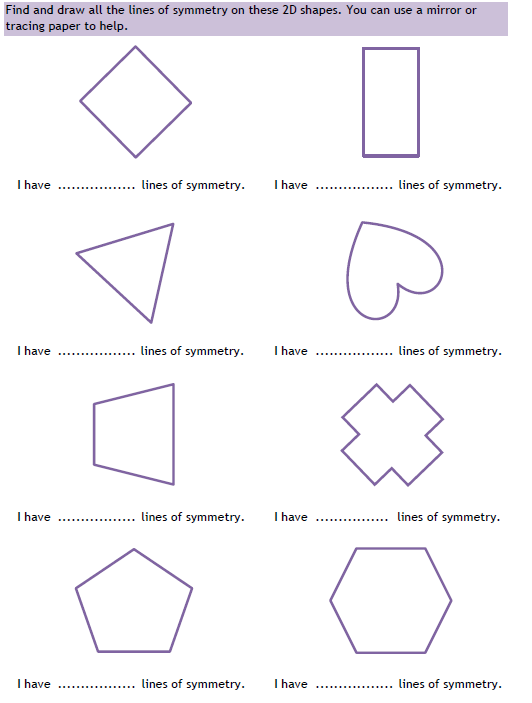 Find and draw all the lines of symmetry on these 2D shapes. You can use a mirror or
tracing paper to help.
I have ................. lines of symmetry.
I have ................. lines of symmetry.
I have ................. lines of symmetry.
I have ................. lines of symmetry.
I have ................. lines of symmetry.
I have ................ lines of symmetry.
I have ................. lines of symmetry.
I have ................. lines of symmetry.